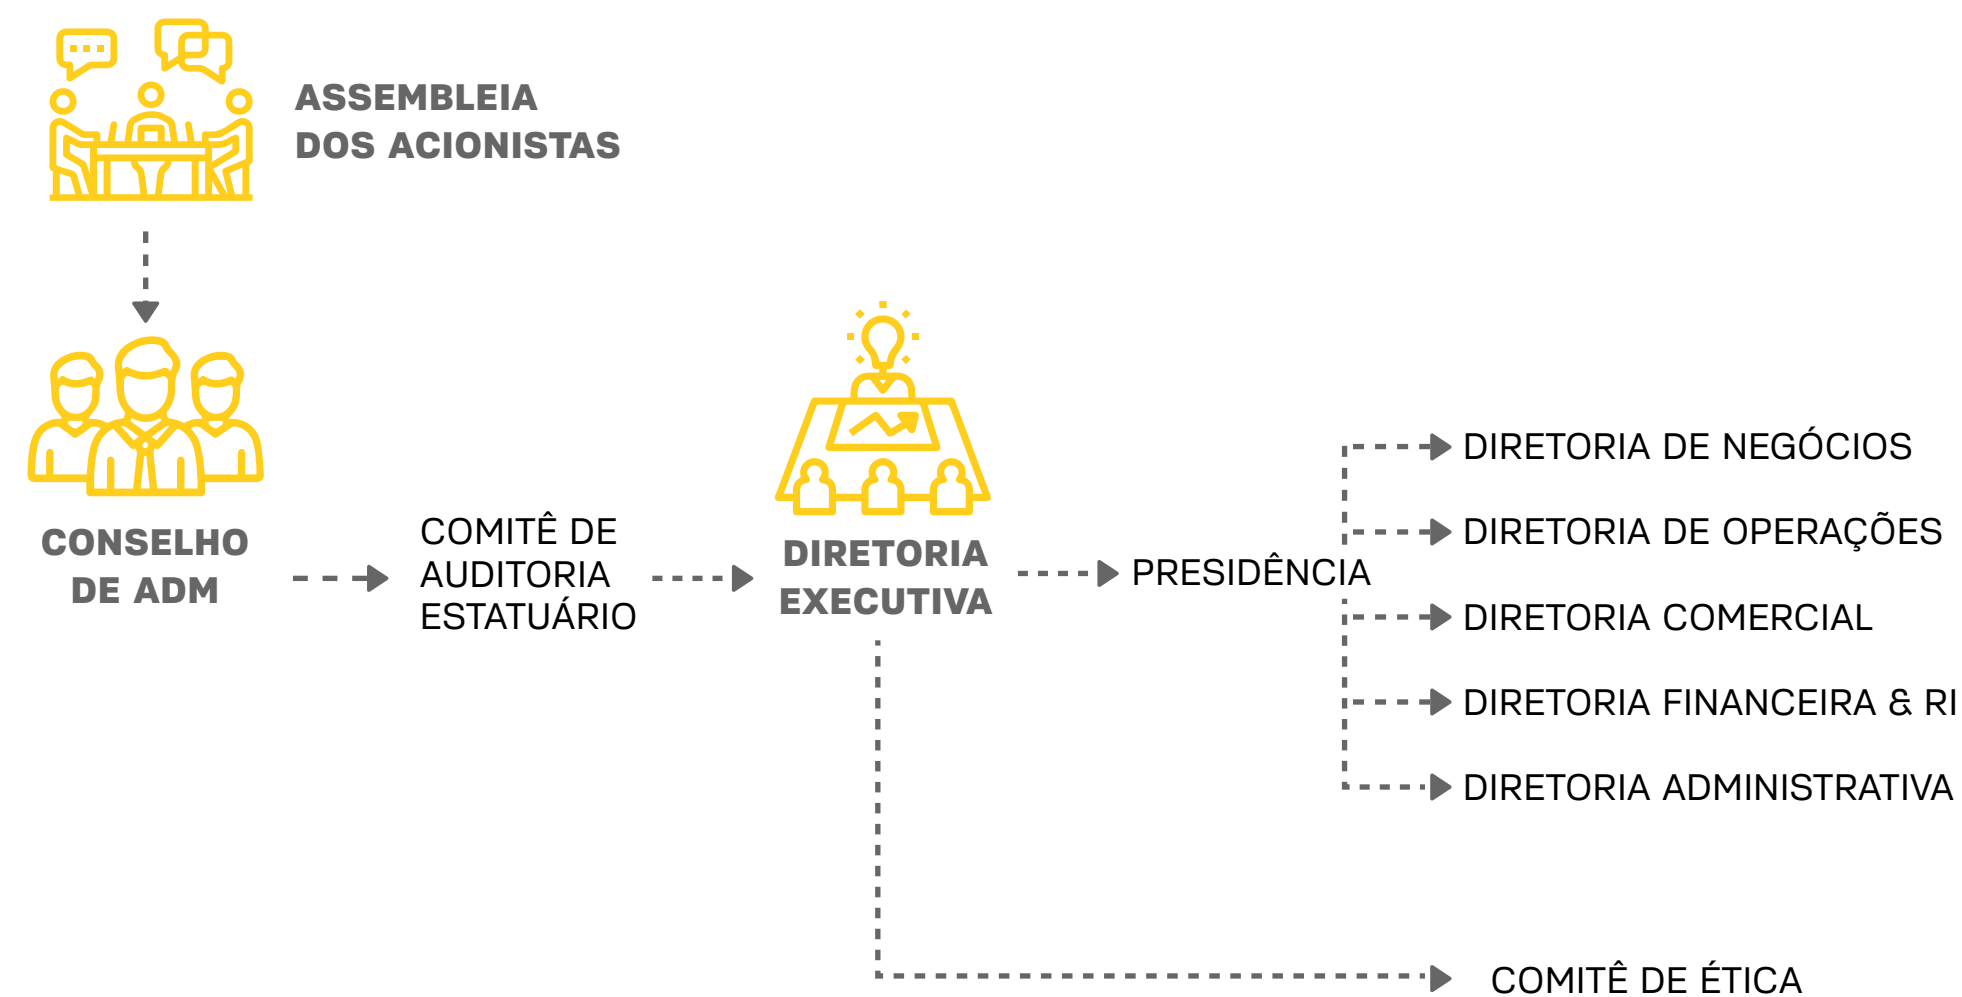 ASSEMBLEIA
DOS ACIONISTAS
CONSELHO
DE ADM
COMITÊ DE
AUDITORIA
ESTATUÁRIO
DIRETORIA
EXECUTIVA
PRESIDÊNCIA
DIRETORIA DE NEGÓCIOS
DIRETORIA DE OPERAÇÕES
DIRETORIA COMERCIAL
DIRETORIA FINANCEIRA & RI
DIRETORIA ADMINISTRATIVA
COMITÊ DE ÉTICA